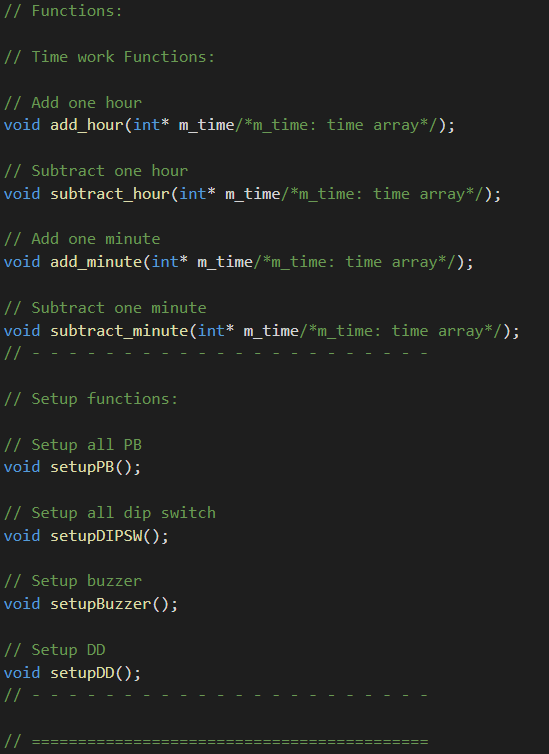 // Functions:
// Time work Functions:
// Add one hour
void add_hour(int* m_time/*m_time: time array*/);
// Subtract one hour
void subtract_hour(int* m_time/*m_time: time array*/);
// Add one minute
void add_minute(int* m_time/*m_time: time array*/);
// Subtract one minute
void subtract_minute(int* m_time/*m_time: time array*/);
// - - - - - - - - - - - - - - - - - - - - - -
// Setup functions:
// Setup all PB
void setupPB();
// Setup all dip switch
void setupDIPSW();
// Setup buzzer
void setupBuzzer();
// Setup DD
void setupDD();
// - - - - - - - - - - - - - - - - - - - - - -
// ===========================================